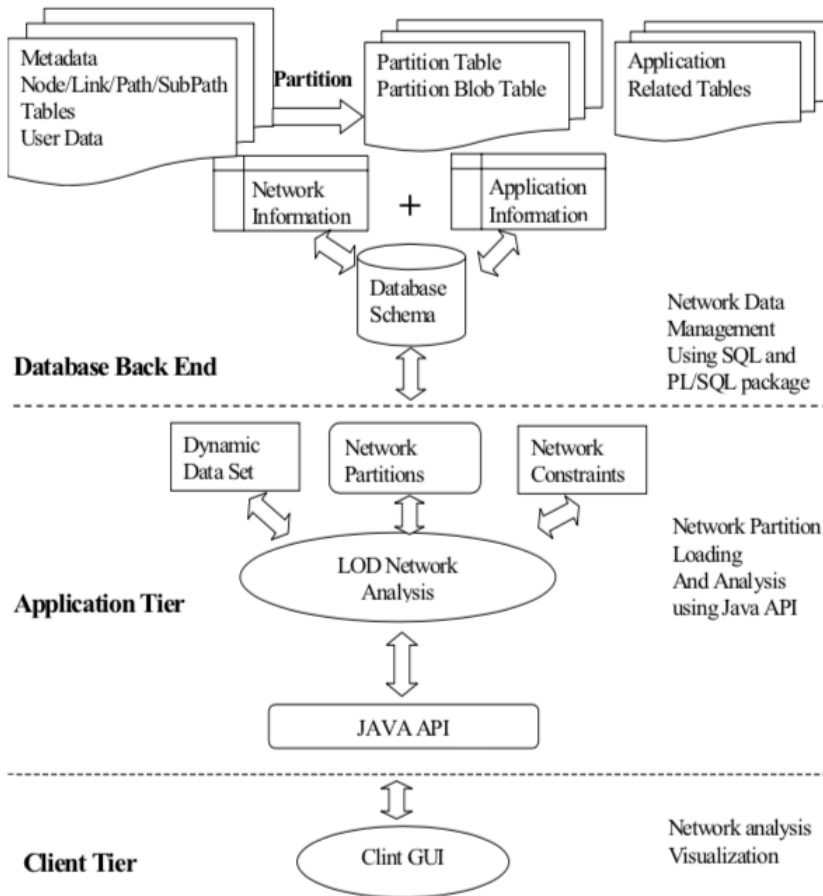 Metadata
Node/Link/Path/SubPath
Tables
User Data
Partition
Partition Table
Partition Blob Table
Application
Related Tables
Network
Information
+
Application
Information
Database
Schema
Network Data
Management
Using SQL and
PL/SQL package
Database Back End
Dynamic
Data Set
Network
Partitions
Network
Constraints
LOD Network
Analysis
Network Partition
Loading
And Analysis
using Java API
Application Tier
JAVA API
Clint GUI
Network analysis
Visualization
Client Tier